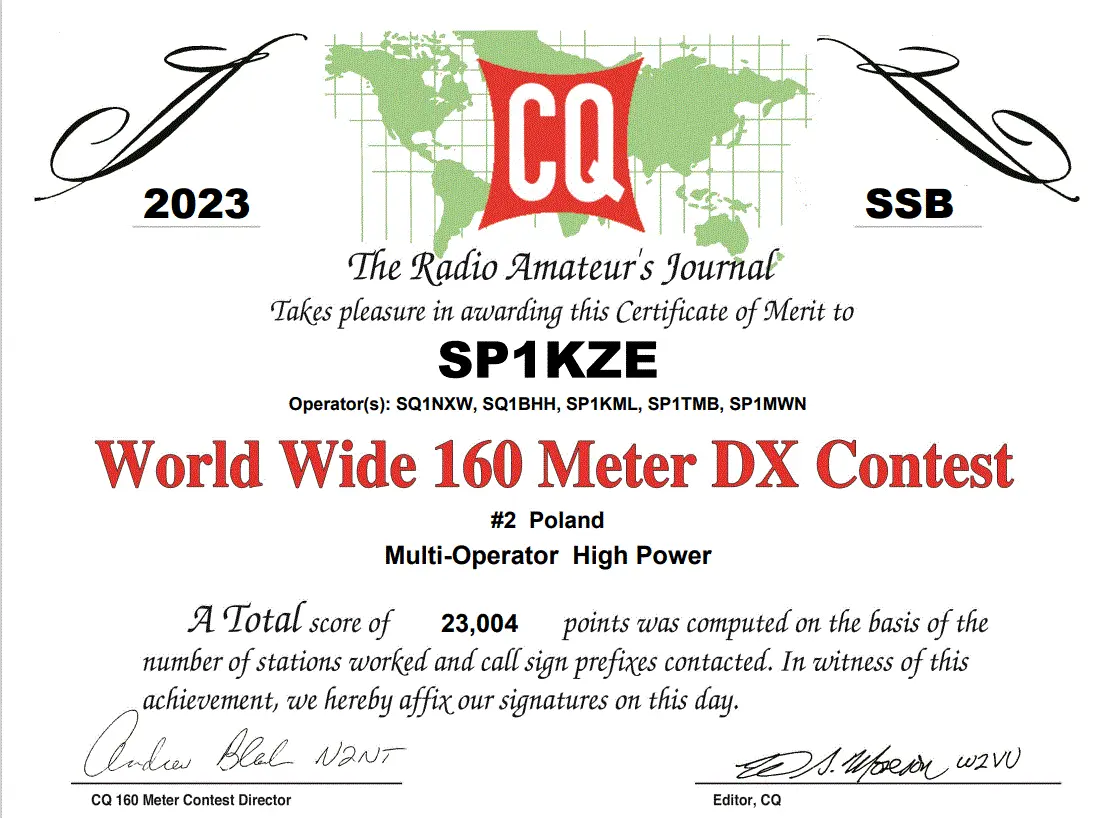 CQ
2023
SSB
The Radio Amateur's Journal
Takes pleasure in awarding this Certificate of Merit to
SP1KZE
Operator(s): SQ1NXW, SQ1BHH, SP1KML, SP1TMB, SP1MWN
World Wide 160 Meter DX Contest
#2 Poland
Multi-Operator High Power
A Total score of 23,004 points was computed on the basis of the
number of stations worked and call sign prefixes contacted. In witness of this
achievement, we hereby affix our signatures on this day.
Andrew N2NT
S. W2VU
CQ 160 Meter Contest Director
Editor, CQ